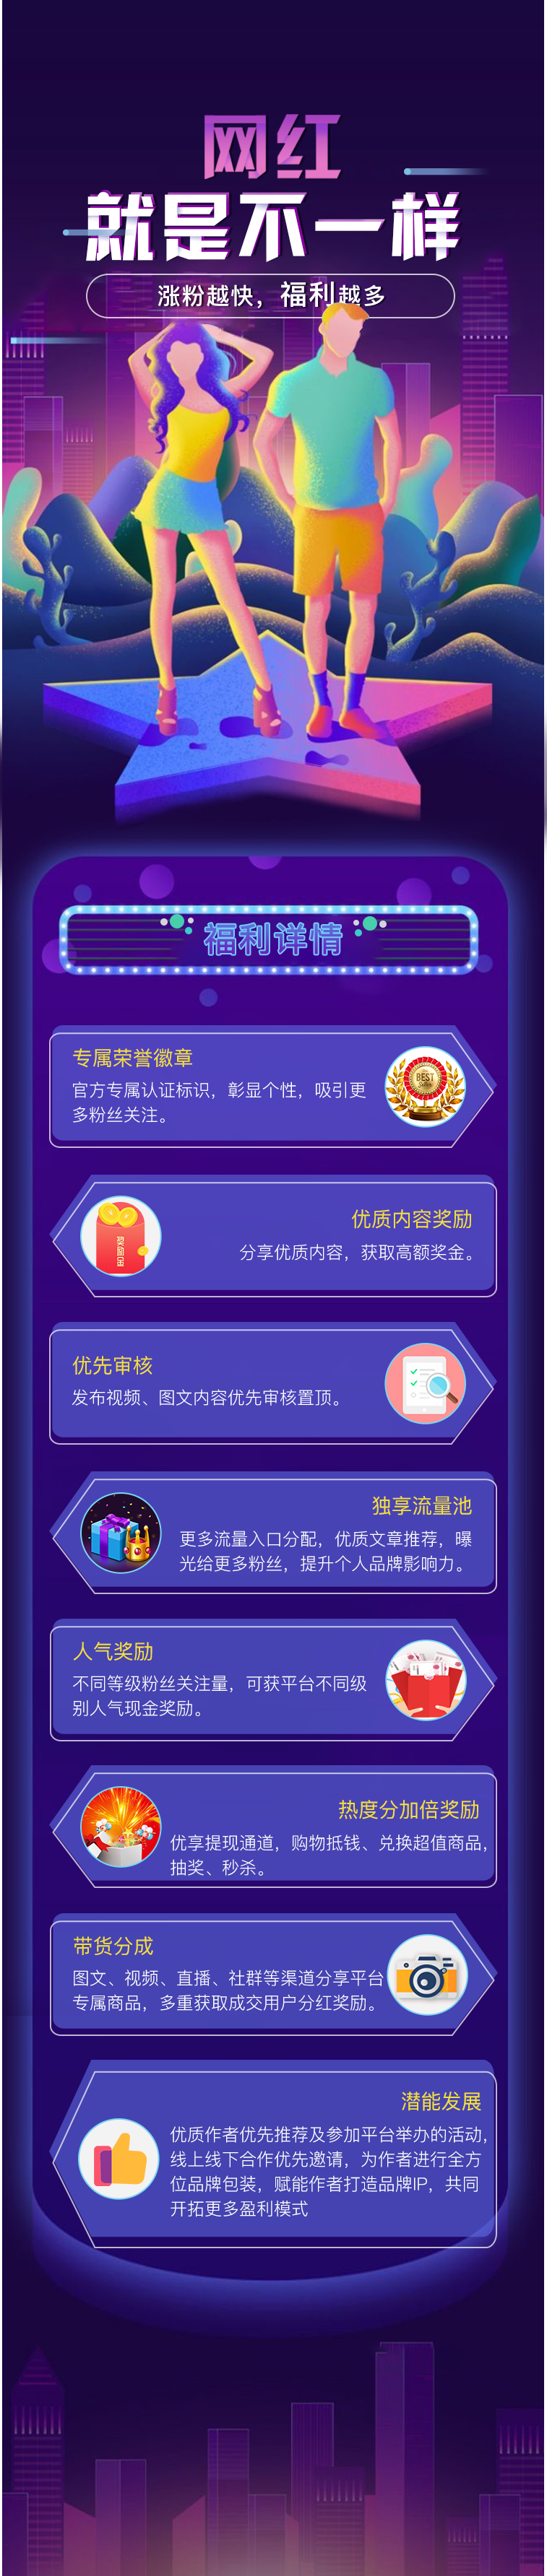 网红
就是不一样
涨粉越快，福利越多
福利详情
专属荣誉徽章
官方专属认证标识，彰显个性，吸引更
多粉丝关注。
BEST
优质内容奖励
分享优质内容，获取高额奖金。
优先审核
发布视频、图文内容优先审核置顶。
独享流量池
更多流量入口分配，优质文章推荐，曝
光给更多粉丝，提升个人品牌影响力。
人气奖励
不同等级粉丝关注量，可获平台不同级
别人气现金奖励。
热度分加倍奖励
优享提现通道，购物抵钱、兑换超值商品，
抽奖、秒杀。
带货分成
图文、视频、直播、社群等渠道分享平台
专属商品，多重获取成交用户分红奖励。
潜能发展
优质作者优先推荐及参加平台举办的活动，
线上线下合作优先邀请，为作者进行全方
位品牌包装，赋能作者打造品牌IP，共同
开拓更多盈利模式